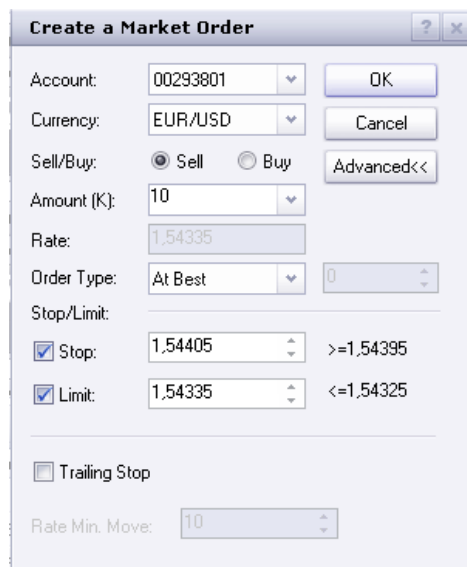 Create a Market Order ? x
Account: 00293801 OK
Currency: EUR/USD Cancel
Sell/Buy: Sell Buy Advanced<<
Amount (K): 10
Rate: 1,54335
Order Type: At Best 0
Stop/Limit:
Stop: 1,54405 >=1,54395
Limit: 1,54335 <=1,54325
Trailing Stop
Rate Min. Move: 10